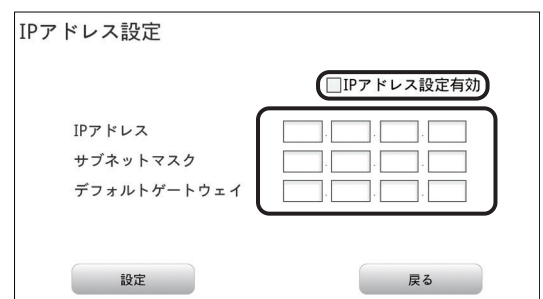 IPアドレス設定
IPアドレス設定有効
IPアドレス
サブネットマスク
デフォルトゲートウェイ
設定 戻る